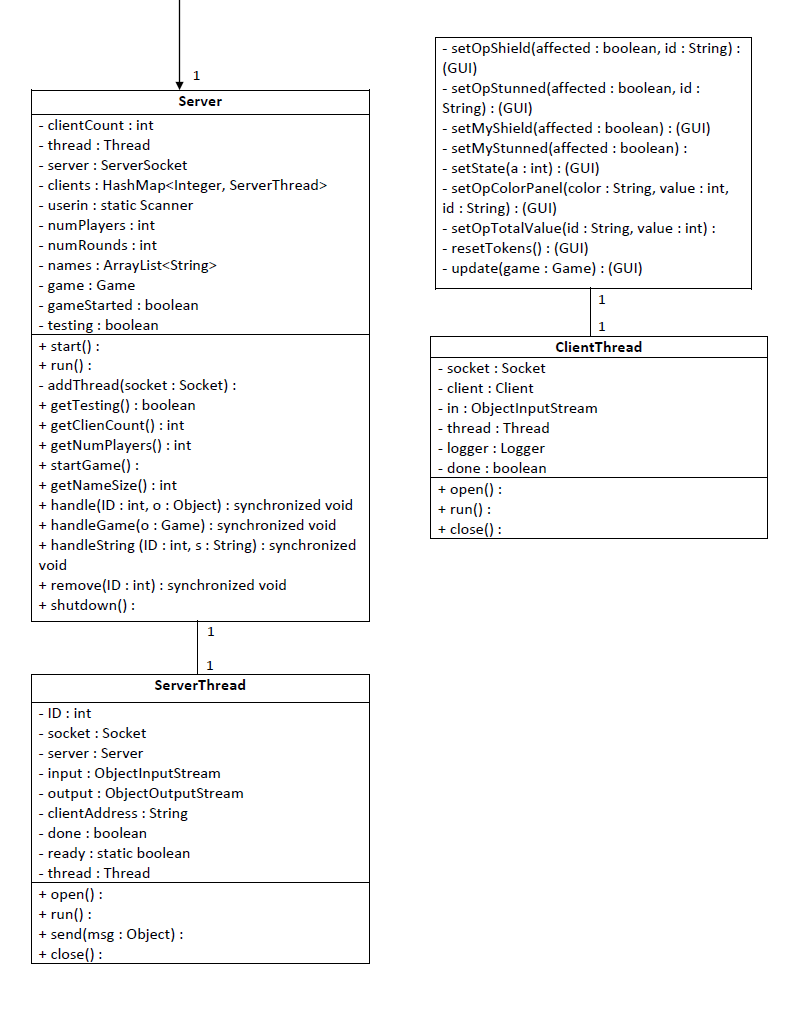 1
Server
- clientCount : int
- thread : Thread
- server : ServerSocket
- clients : HashMap<Integer, ServerThread>
- userin : static Scanner
- numPlayers : int
- numRounds : int
- names : ArrayList<String>
- game : Game
- gameStarted : boolean
- testing : boolean
+ start() :
+ run() :
- addThread(socket : Socket) :
+ getTesting() : boolean
+ getClienCount() : int
+ getNumPlayers() : int
+ startGame() :
+ getNameSize() : int
+ handle(ID : int, o : Object) : synchronized void
+ handleGame(o : Game) : synchronized void
+ handleString (ID : int, s : String) : synchronized
void
+ remove(ID : int) : synchronized void
+ shutdown() :
1
1
ServerThread
- ID : int
- socket : Socket
- server : Server
- input : ObjectInputStream
- output : ObjectOutputStream
- clientAddress : String
- done : boolean
- ready : static boolean
- thread : Thread
+ open() :
+ run() :
+ send(msg : Object) :
+ close() :
- setOpShield(affected : boolean, id : String) :
(GUI)
- setOpStunned(affected : boolean, id :
String) : (GUI)
- setMyShield(affected : boolean) : (GUI)
- setMyStunned(affected : boolean) :
- setState(a : int) : (GUI)
- setOpColorPanel(color : String, value : int,
id : String) : (GUI)
- setOpTotalValue(id : String, value : int) :
- resetTokens() : (GUI)
- update(game : Game) : (GUI)
1
1
ClientThread
- socket : Socket
- client : Client
- in : ObjectInputStream
- thread : Thread
- logger : Logger
- done : boolean
+ open() :
+ run() :
+ close() :